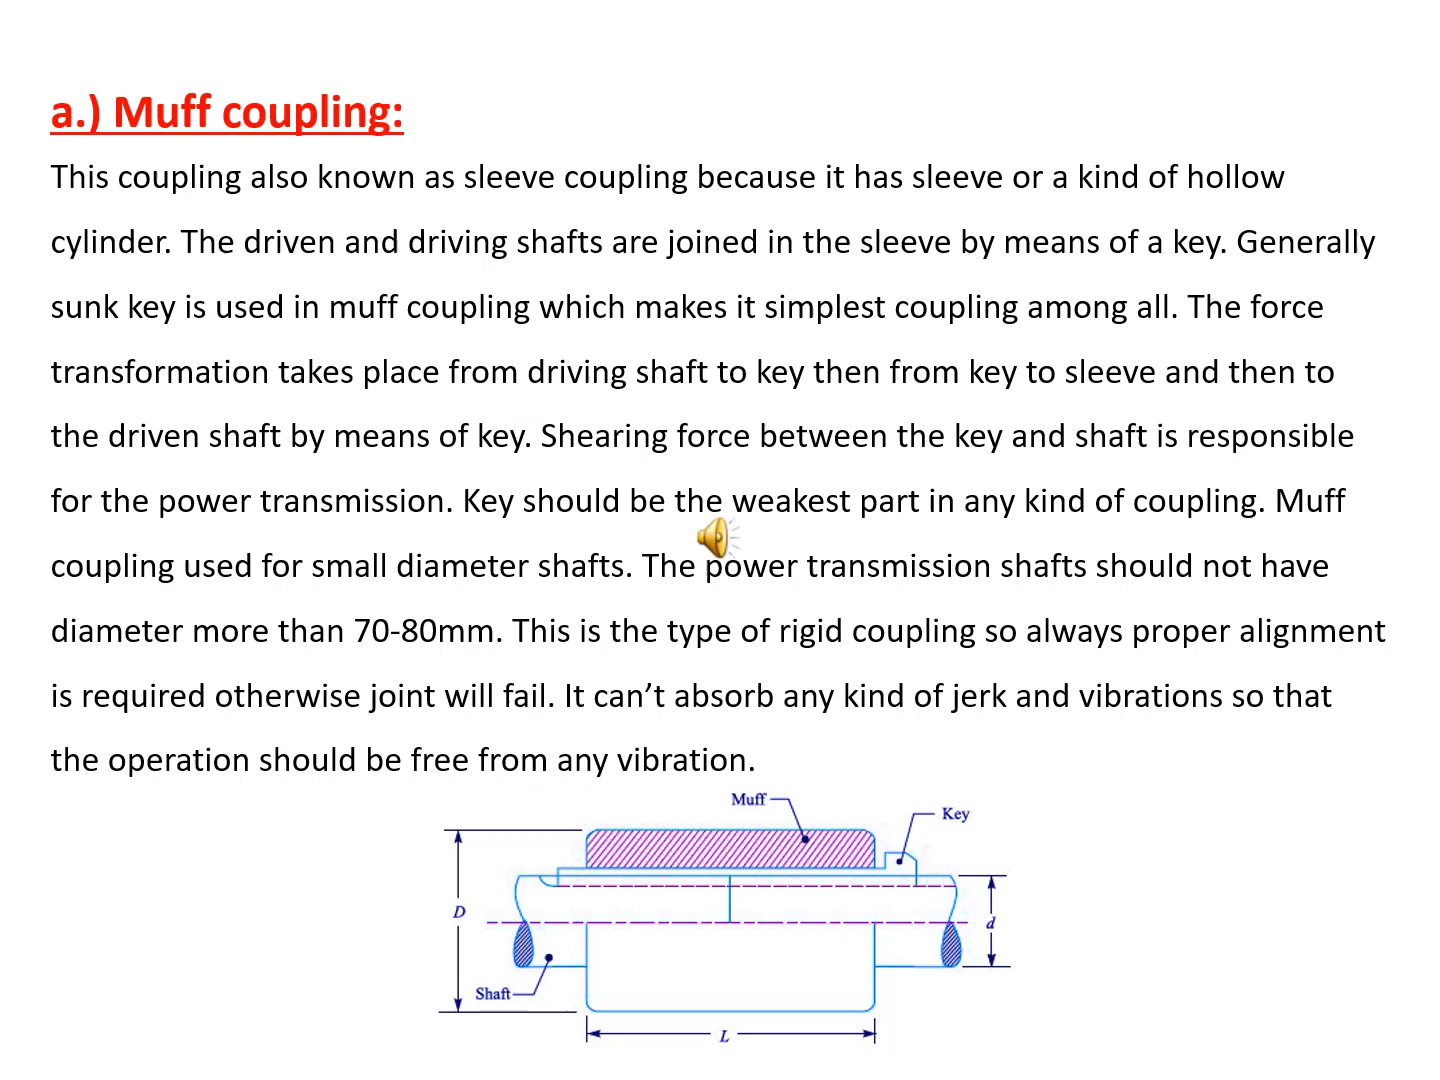 a.) Muff coupling:
This coupling also known as sleeve coupling because it has sleeve or a kind of hollow
cylinder. The driven and driving shafts are joined in the sleeve by means of a key. Generally
sunk key is used in muff coupling which makes it simplest coupling among all. The force
transformation takes place from driving shaft to key then from key to sleeve and then to
the driven shaft by means of key. Shearing force between the key and shaft is responsible
for the power transmission. Key should be the weakest part in any kind of coupling. Muff
coupling used for small diameter shafts. The power transmission shafts should not have
diameter more than 70-80mm. This is the type of rigid coupling so always proper alignment
is required otherwise joint will fail. It can’t absorb any kind of jerk and vibrations so that
the operation should be free from any vibration.
Muff
Key
D
d
Shaft
L